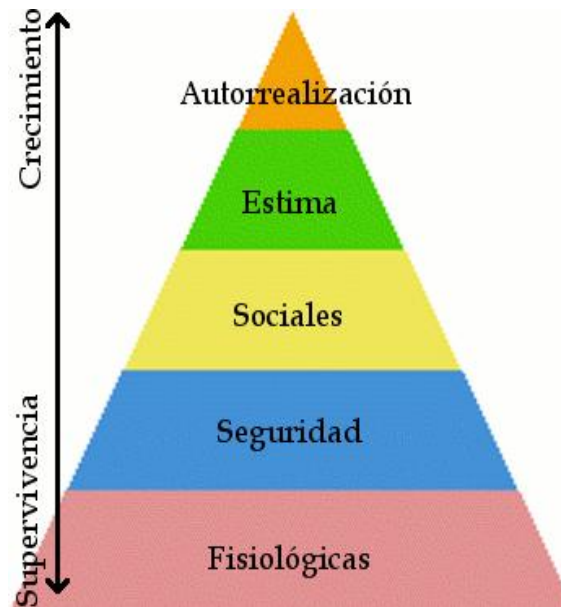 Crecimiento
Autorrealización
Estima
Sociales
Seguridad
Supervivencia
Fisiológicas